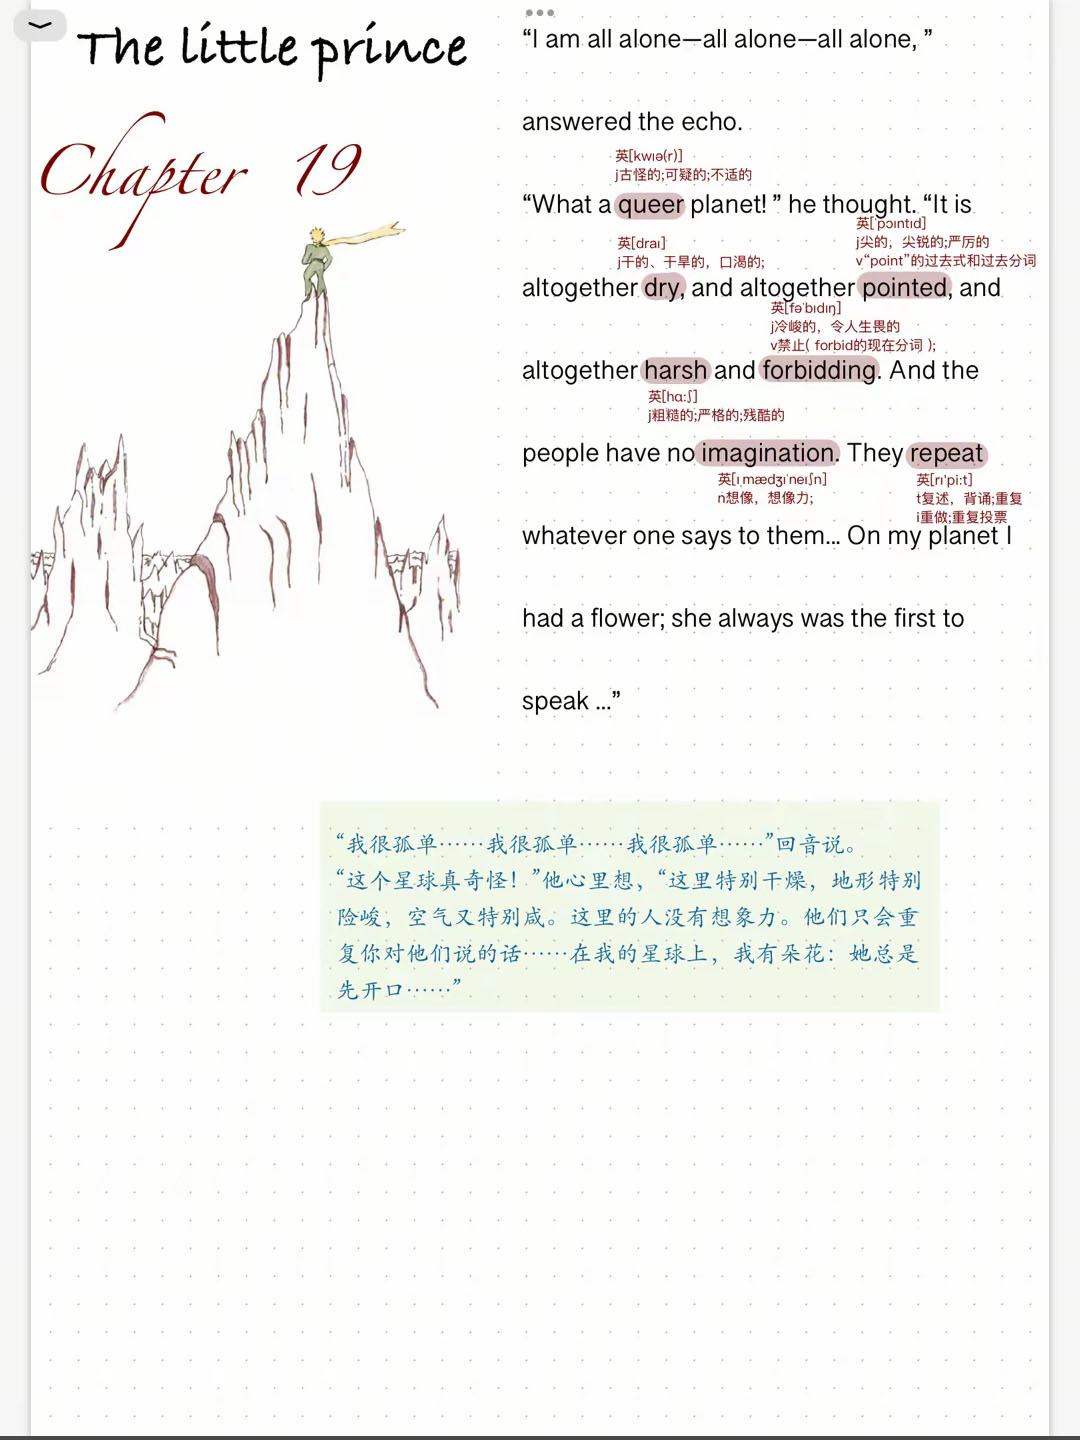 The little prince
Chapter 19
“I am all alone—all alone—all alone, ”
answered the echo.
英[kwɪə(r)]
j古怪的;可疑的;不适的
“What a queer planet! ” he thought. “It is
英[ˈpɔɪntɪd]
j尖的，尖锐的;严厉的
v“point”的过去式和过去分词
英[draɪ]
j干的、干旱的，口渴的;
altogether dry, and altogether pointed, and
英[fəˈbɪdɪŋ]
j冷峻的，令人生畏的
v禁止( forbid的现在分词 );
altogether harsh and forbidding. And the
英[hɑːʃ]
j粗糙的;严格的;残酷的
people have no imagination. They repeat
英[ɪˌmædʒɪˈneɪʃn]
n想像，想像力;
英[rɪ'piːt]
t复述，背诵;重复
i重做;重复投票
whatever one says to them... On my planet I
had a flower; she always was the first to
speak ...”
“我很孤单……我很孤单……我很孤单……”回音说。
“这个星球真奇怪！”他心里想，“这里特别干燥，地形特别
险峻，空气又特别咸。这里的人没有想象力。他们只会重
复你对他们说的话……在我的星球上，我有朵花：她总是
先开口……”